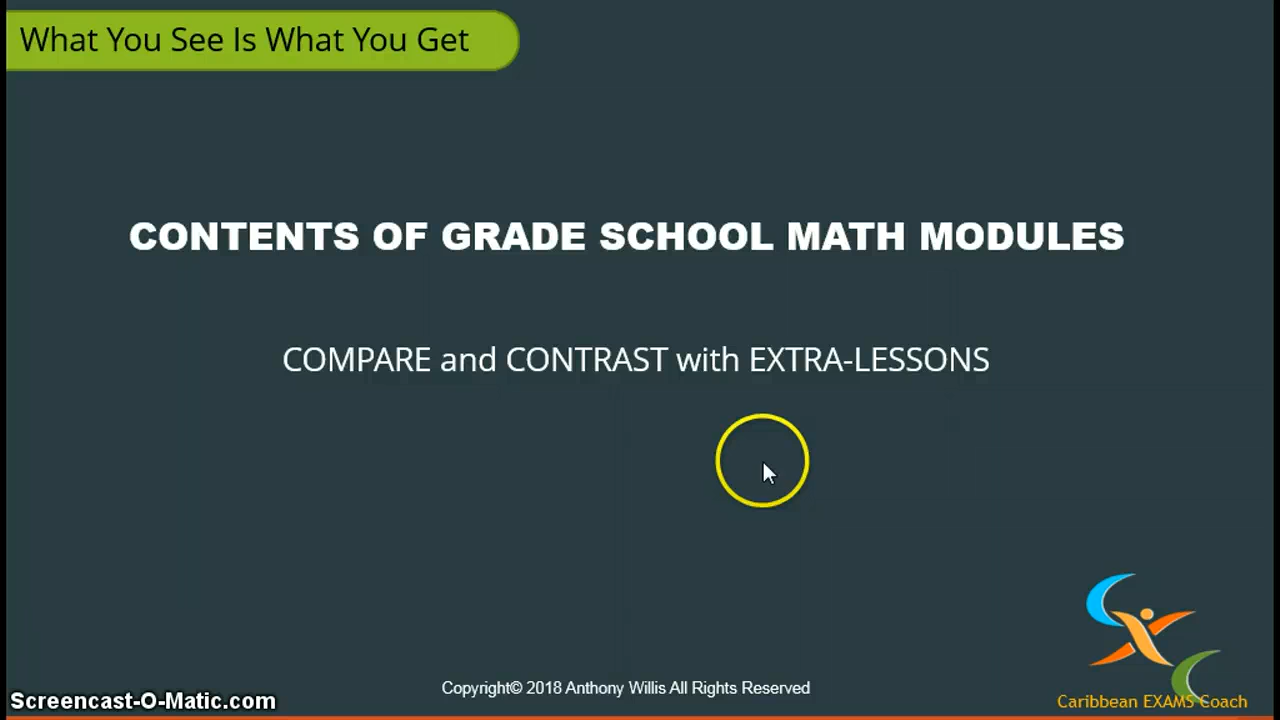 What You See Is What You Get
CONTENTS OF GRADE SCHOOL MATH MODULES
COMPARE and CONTRAST with EXTRA-LESSONS
Copyright© 2018 Anthony Willis All Rights Reserved
Screencast-O-Matic.com
Caribbean EXAMS Coach